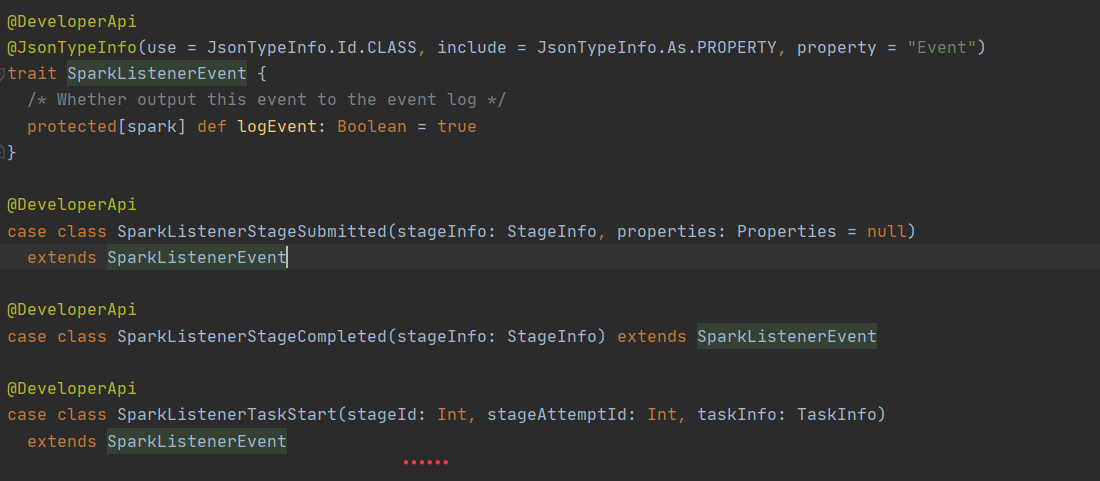 @DeveloperApi
@JsonTypeInfo(use = JsonTypeInfo.Id.CLASS, include = JsonTypeInfo.As.PROPERTY, property = "Event")
trait SparkListenerEvent {
  /* Whether output this event to the event log */
  protected[spark] def logEvent: Boolean = true
}
@DeveloperApi
case class SparkListenerStageSubmitted(stageInfo: StageInfo, properties: Properties = null)
  extends SparkListenerEvent
@DeveloperApi
case class SparkListenerStageCompleted(stageInfo: StageInfo) extends SparkListenerEvent
@DeveloperApi
case class SparkListenerTaskStart(stageId: Int, stageAttemptId: Int, taskInfo: TaskInfo)
  extends SparkListenerEvent
......